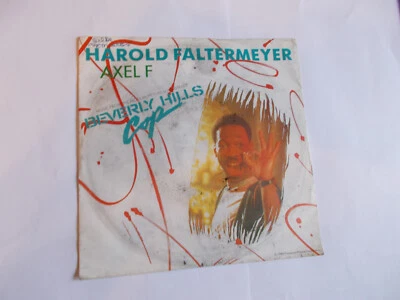 HAROLD FALTERMEYER
AXEL F
BEVERLY HILLS
Cop